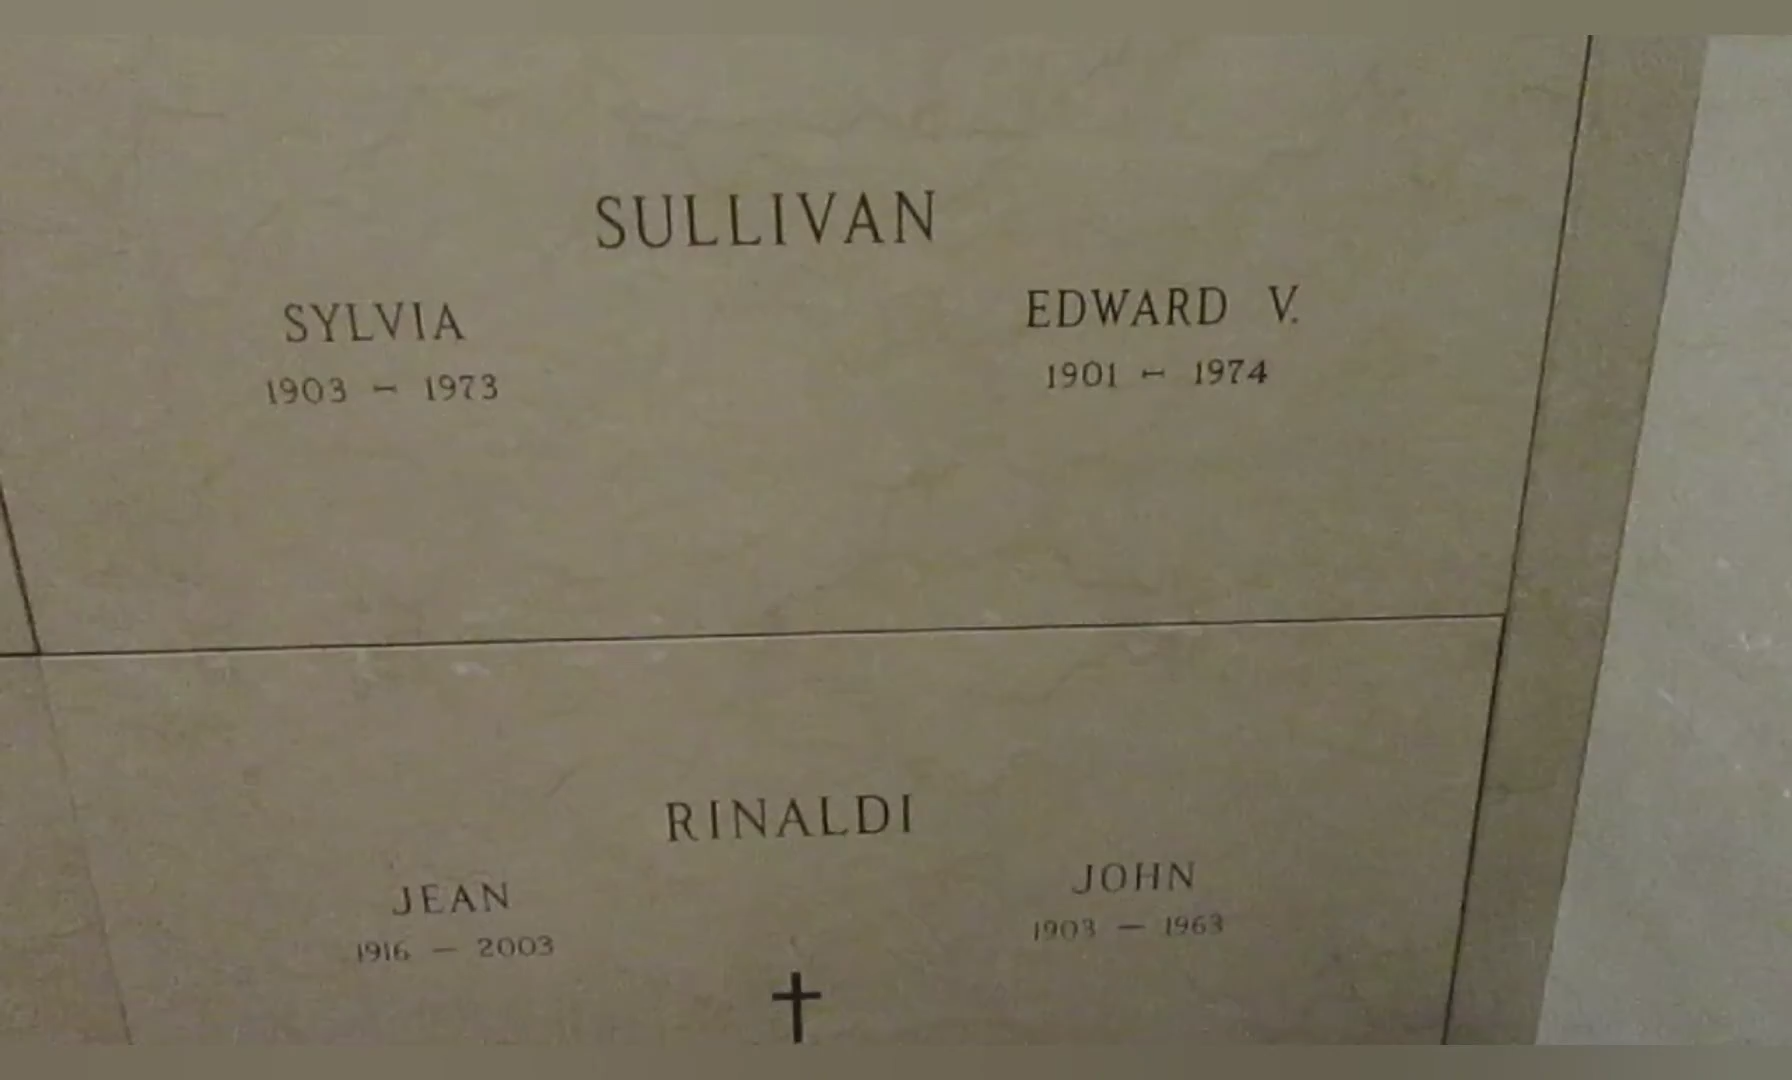 SULLIVAN
SYLVIA EDWARD V.
1903 – 1973 1901 – 1974
RINALDI
JEAN JOHN
1916 – 2003 1903 – 1963